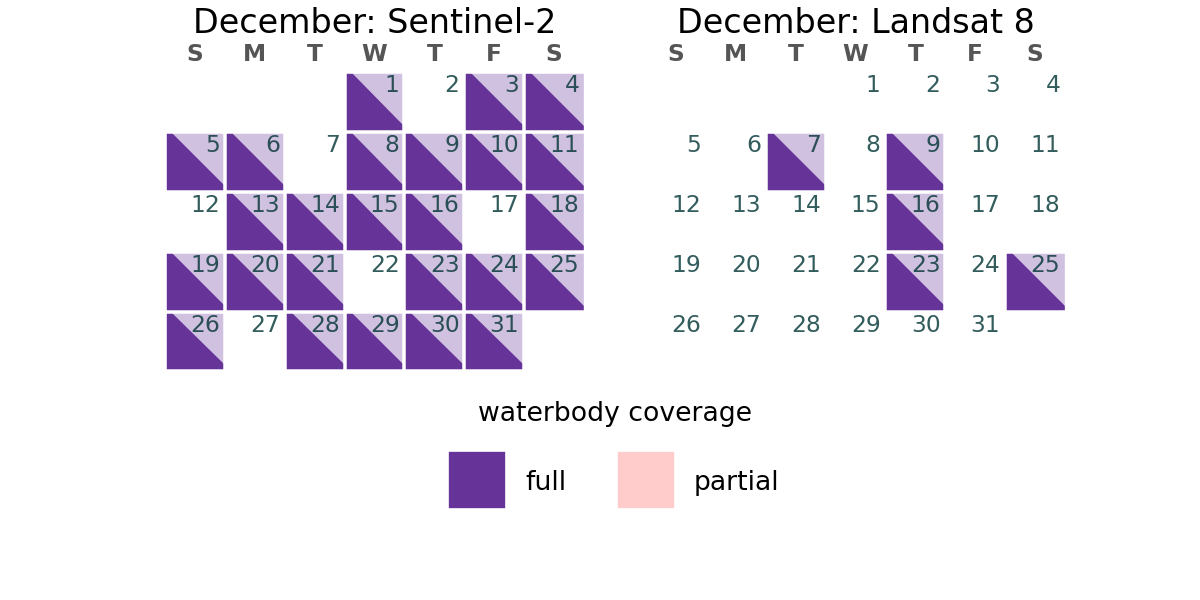 December: Sentinel-2
S M T W T F S
1 2 3 4
5 6 7 8 9 10 11
12 13 14 15 16 17 18
19 20 21 22 23 24 25
26 27 28 29 30 31
December: Landsat 8
S M T W T F S
1 2 3 4
5 6 7 8 9 10 11
12 13 14 15 16 17 18
19 20 21 22 23 24 25
26 27 28 29 30 31
waterbody coverage
full partial